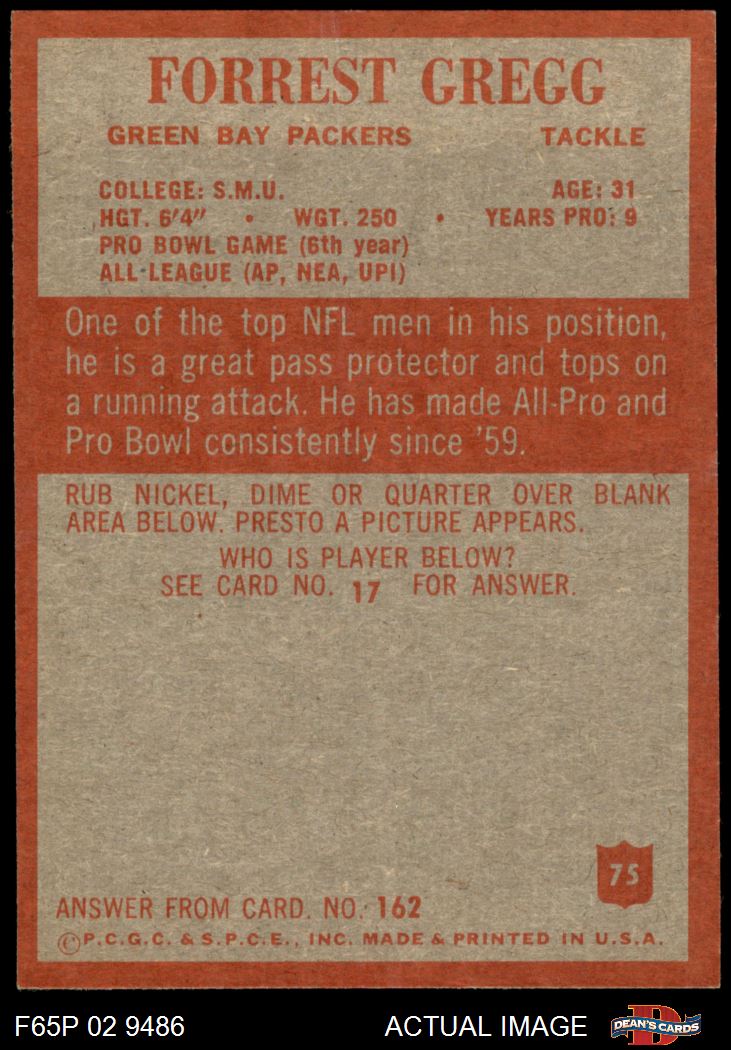 FORREST GREGG
GREEN BAY PACKERS TACKLE
COLLEGE: S.M.U. AGE: 31
HGT. 6'4" • WGT. 250 • YEARS PRO: 9
PRO BOWL GAME (6th year)
ALL-LEAGUE (AP, NEA, UPI)
One of the top NFL men in his position,
he is a great pass protector and tops on
a running attack. He has made All-Pro and
Pro Bowl consistently since '59.
RUB NICKEL, DIME OR QUARTER OVER BLANK
AREA BELOW. PRESTO A PICTURE APPEARS.
WHO IS PLAYER BELOW?
SEE CARD NO. 17 FOR ANSWER.
75
ANSWER FROM CARD. NO. 162
©P.C.G.C. & S.P.C.E., INC. MADE & PRINTED IN U.S.A.
F65P 02 9486 ACTUAL IMAGE D DEAN'S CARDS